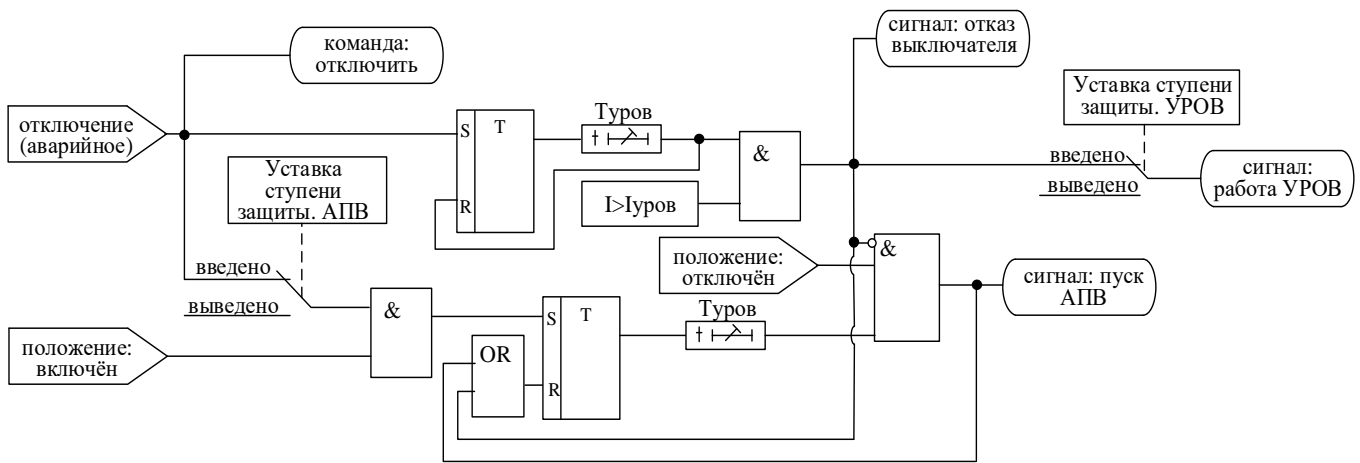 команда:
отключить
сигнал: отказ
выключателя
Уставка ступени
защиты. УРОВ
отключение
(аварийное)
S
T
R
Туров
&
I>Iуров
введено
выведено
сигнал:
работа УРОВ
Уставка
ступени
защиты. АПВ
введено
выведено
положение:
отключён
&
сигнал: пуск
АПВ
положение:
включён
&
OR
S
T
R
Туров